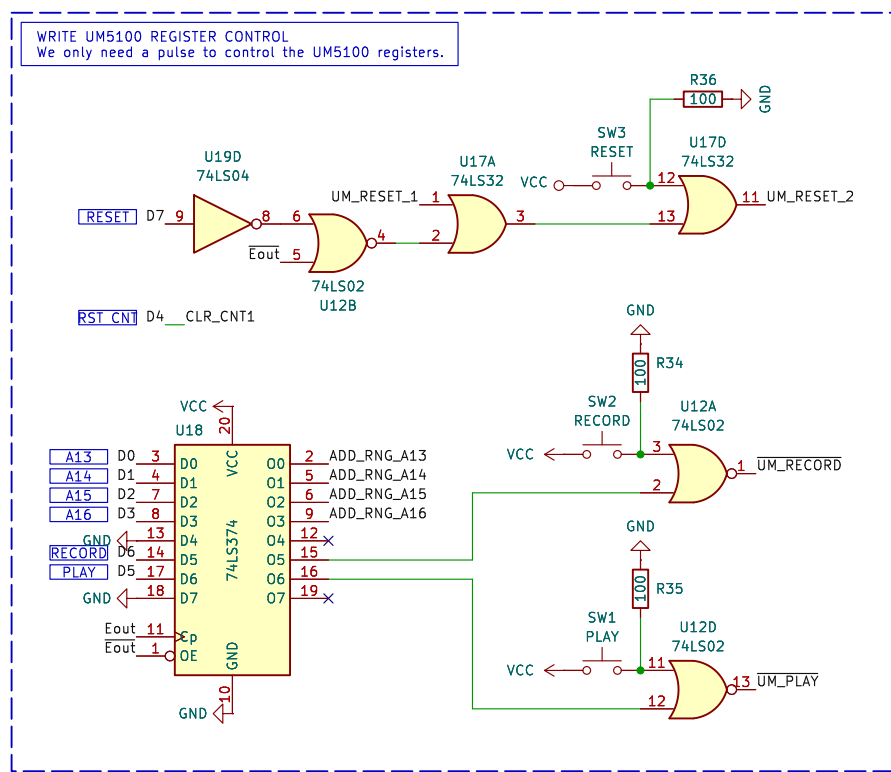 WRITE UM5100 REGISTER CONTROL
We only need a pulse to control the UM5100 registers.
R36
100
GND
SW3
RESET
U17D
74LS32
VCC
12
13
11
UM_RESET_2
U19D
74LS04
U17A
74LS32
UM_RESET_1
1
2
3
RESET
D7
9
8
6
5
4
Eout
74LS02
U12B
RST CNT
D4
CLR_CNT1
GND
100
R34
SW2
RECORD
U12A
74LS02
VCC
3
2
1
UM_RECORD
VCC
20
U18
A13
D0
3
D0
VCC
O0
2
ADD_RNG_A13
A14
D1
4
D1
O1
5
ADD_RNG_A14
A15
D2
7
D2
O2
6
ADD_RNG_A15
A16
D3
8
D3
O3
9
ADD_RNG_A16
GND
13
D4
74LS374
O4
12
RECORD
D6
14
D5
O5
15
PLAY
D5
17
D6
O6
16
GND
18
D7
O7
19
Eout
11
Cp
Eout
1
OE
GND
10
GND
GND
100
R35
SW1
PLAY
U12D
74LS02
VCC
11
12
13
UM_PLAY